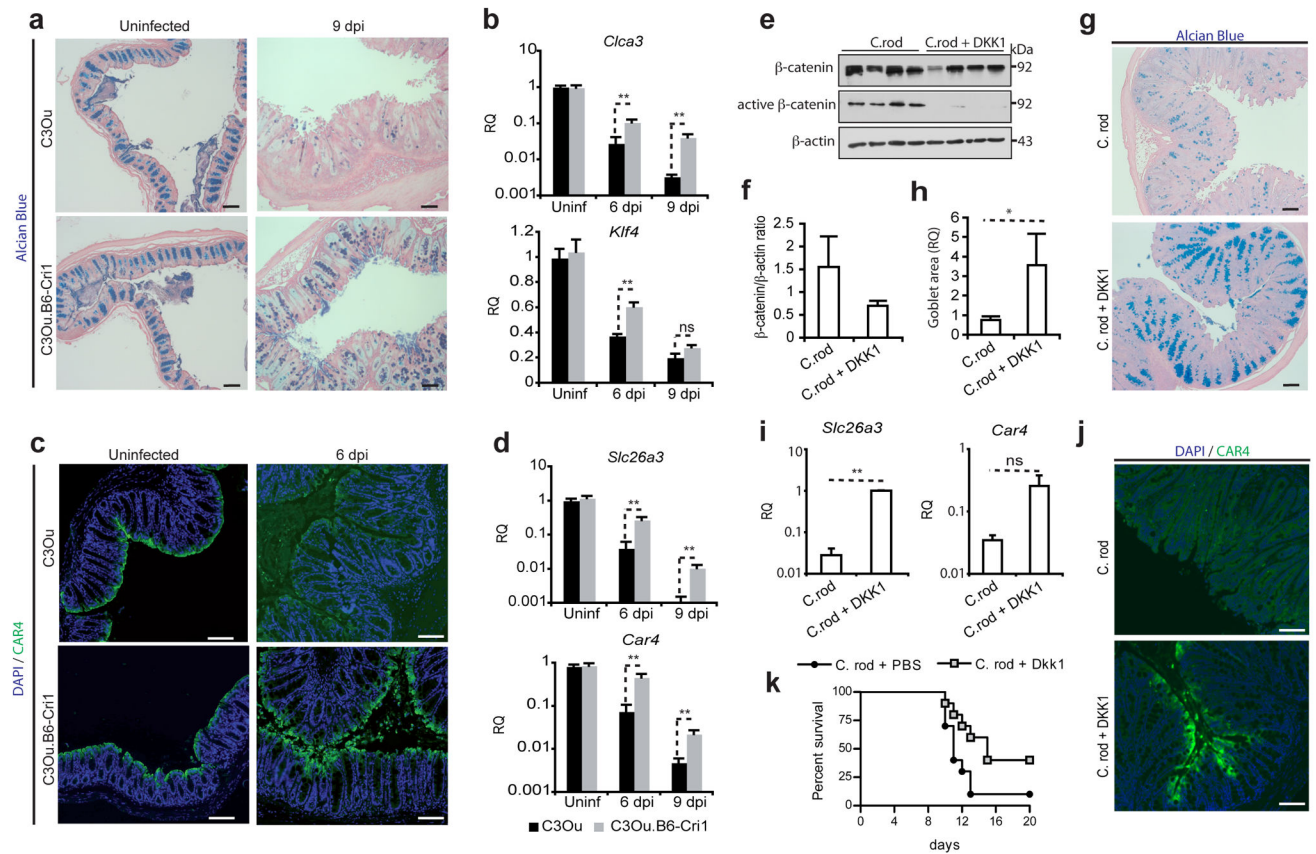 a
Uninfected
9 dpi
Alcian Blue
C3Ou
C3Ou.B6-Cri1
b
Clca3
RQ
10
1
0.1
0.01
0.001
**
**
Uninf
6 dpi
9 dpi
Klf4
RQ
1.2
1
0.8
0.6
0.4
0.2
0
**
ns
Uninf
6 dpi
9 dpi
c
Uninfected
6 dpi
DAPI / CAR4
C3Ou
C3Ou.B6-Cri1
d
Slc26a3
RQ
10
1
0.1
0.01
0.001
**
**
Uninf
6 dpi
9 dpi
Car4
RQ
1
0.1
0.01
0.001
**
**
Uninf
6 dpi
9 dpi
C3Ou
C3Ou.B6-Cri1
e
C.rod
C.rod + DKK1
kDa
β-catenin
92
active β-catenin
92
β-actin
43
f
β-catenin/β-actin ratio
2.5
2
1.5
1
0.5
0
C.rod
C.rod + DKK1
h
Goblet area (RQ)
6
5
4
3
2
1
0
*
C.rod
C.rod + DKK1
g
Alcian Blue
C. rod
C. rod + DKK1
i
Slc26a3
RQ
10
1
0.1
0.01
**
C.rod
C.rod + DKK1
Car4
RQ
1
0.1
0.01
ns
C.rod
C.rod + DKK1
j
DAPI / CAR4
C. rod
C. rod + DKK1
k
C. rod + PBS
C. rod + Dkk1
Percent survival
100
75
50
25
0
0
4
8
12
16
20
days